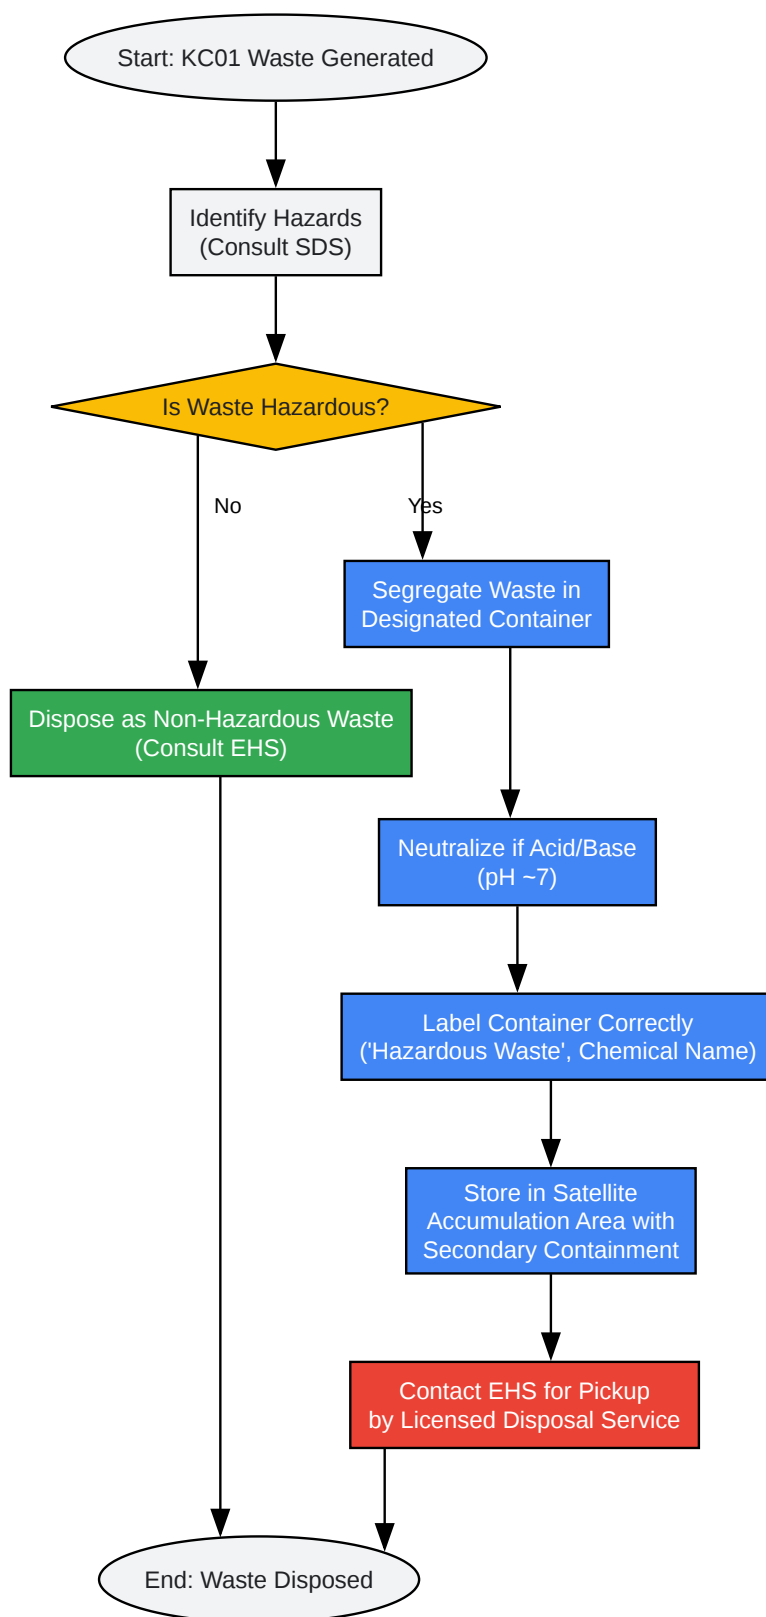 Start: KC01 Waste Generated
Identify Hazards
(Consult SDS)
Is Waste Hazardous?
No
Yes
Segregate Waste in
Designated Container
Dispose as Non-Hazardous Waste
(Consult EHS)
Neutralize if Acid/Base
(pH ~7)
Label Container Correctly
('Hazardous Waste', Chemical Name)
Store in Satellite
Accumulation Area with
Secondary Containment
Contact EHS for Pickup
by Licensed Disposal Service
End: Waste Disposed